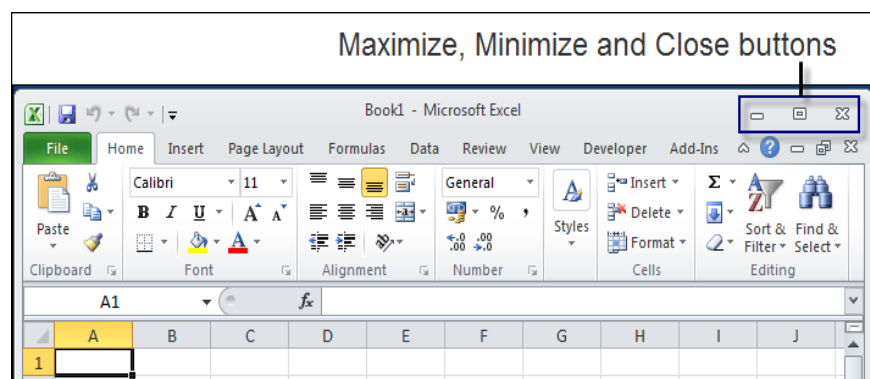 Maximize, Minimize and Close buttons
Book1 - Microsoft Excel
File Home Insert Page Layout Formulas Data Review View Developer Add-Ins
Calibri 11 General Insert Σ
B I U A A % , Delete
Paste Styles Sort & Find &
A .0 .00 Format Filter Select
.00 .0
Clipboard Font Alignment Number Cells Editing
A1 fx
A B C D E F G H I J
1